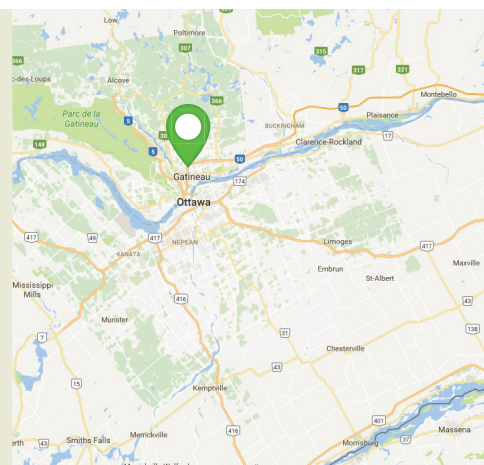 Low
Poltimore
307
315
366
317
321
c-des-Loups
Alcove
Montebello
366
50
Plaisance
Parc de la
Gatineau
5
BUCKINGHAM
17
30
Clarence-Rockland
148
5
50
Gatineau
174
Ottawa
417
49
417
NEPEAN
Limoges
417
KANATA
Embrun
Maxville
St-Albert
Mississippi
Mills
416
43
Munster
31
138
7
Chesterville
43
15
Kemptville
401
416
Massena
Merrickville
Morrisburg
37
erth
43
Smiths Falls